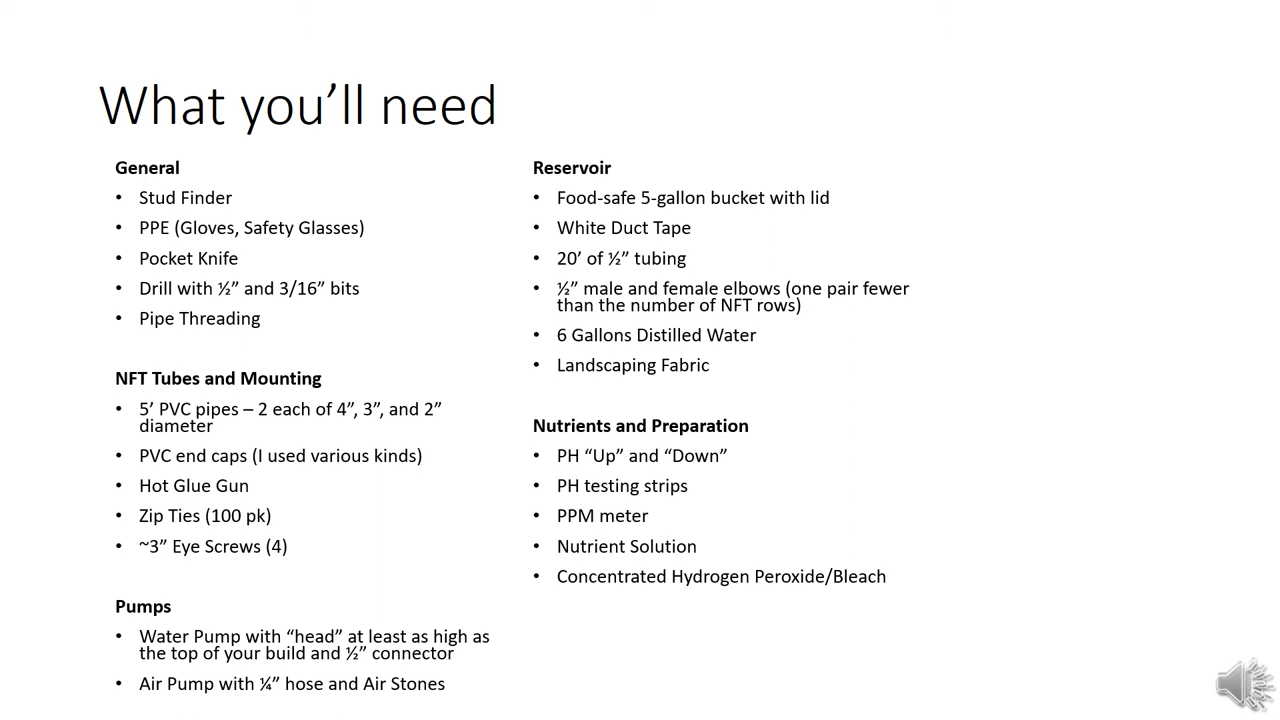 What you’ll need
General
• Stud Finder
• PPE (Gloves, Safety Glasses)
• Pocket Knife
• Drill with ½” and 3/16” bits
• Pipe Threading
NFT Tubes and Mounting
• 5’ PVC pipes – 2 each of 4”, 3”, and 2”
diameter
• PVC end caps (I used various kinds)
• Hot Glue Gun
• Zip Ties (100 pk)
• ~3” Eye Screws (4)
Pumps
• Water Pump with “head” at least as high as
the top of your build and ½” connector
• Air Pump with ¼” hose and Air Stones
Reservoir
• Food-safe 5-gallon bucket with lid
• White Duct Tape
• 20’ of ½” tubing
• ½” male and female elbows (one pair fewer
than the number of NFT rows)
• 6 Gallons Distilled Water
• Landscaping Fabric
Nutrients and Preparation
• PH “Up” and “Down”
• PH testing strips
• PPM meter
• Nutrient Solution
• Concentrated Hydrogen Peroxide/Bleach